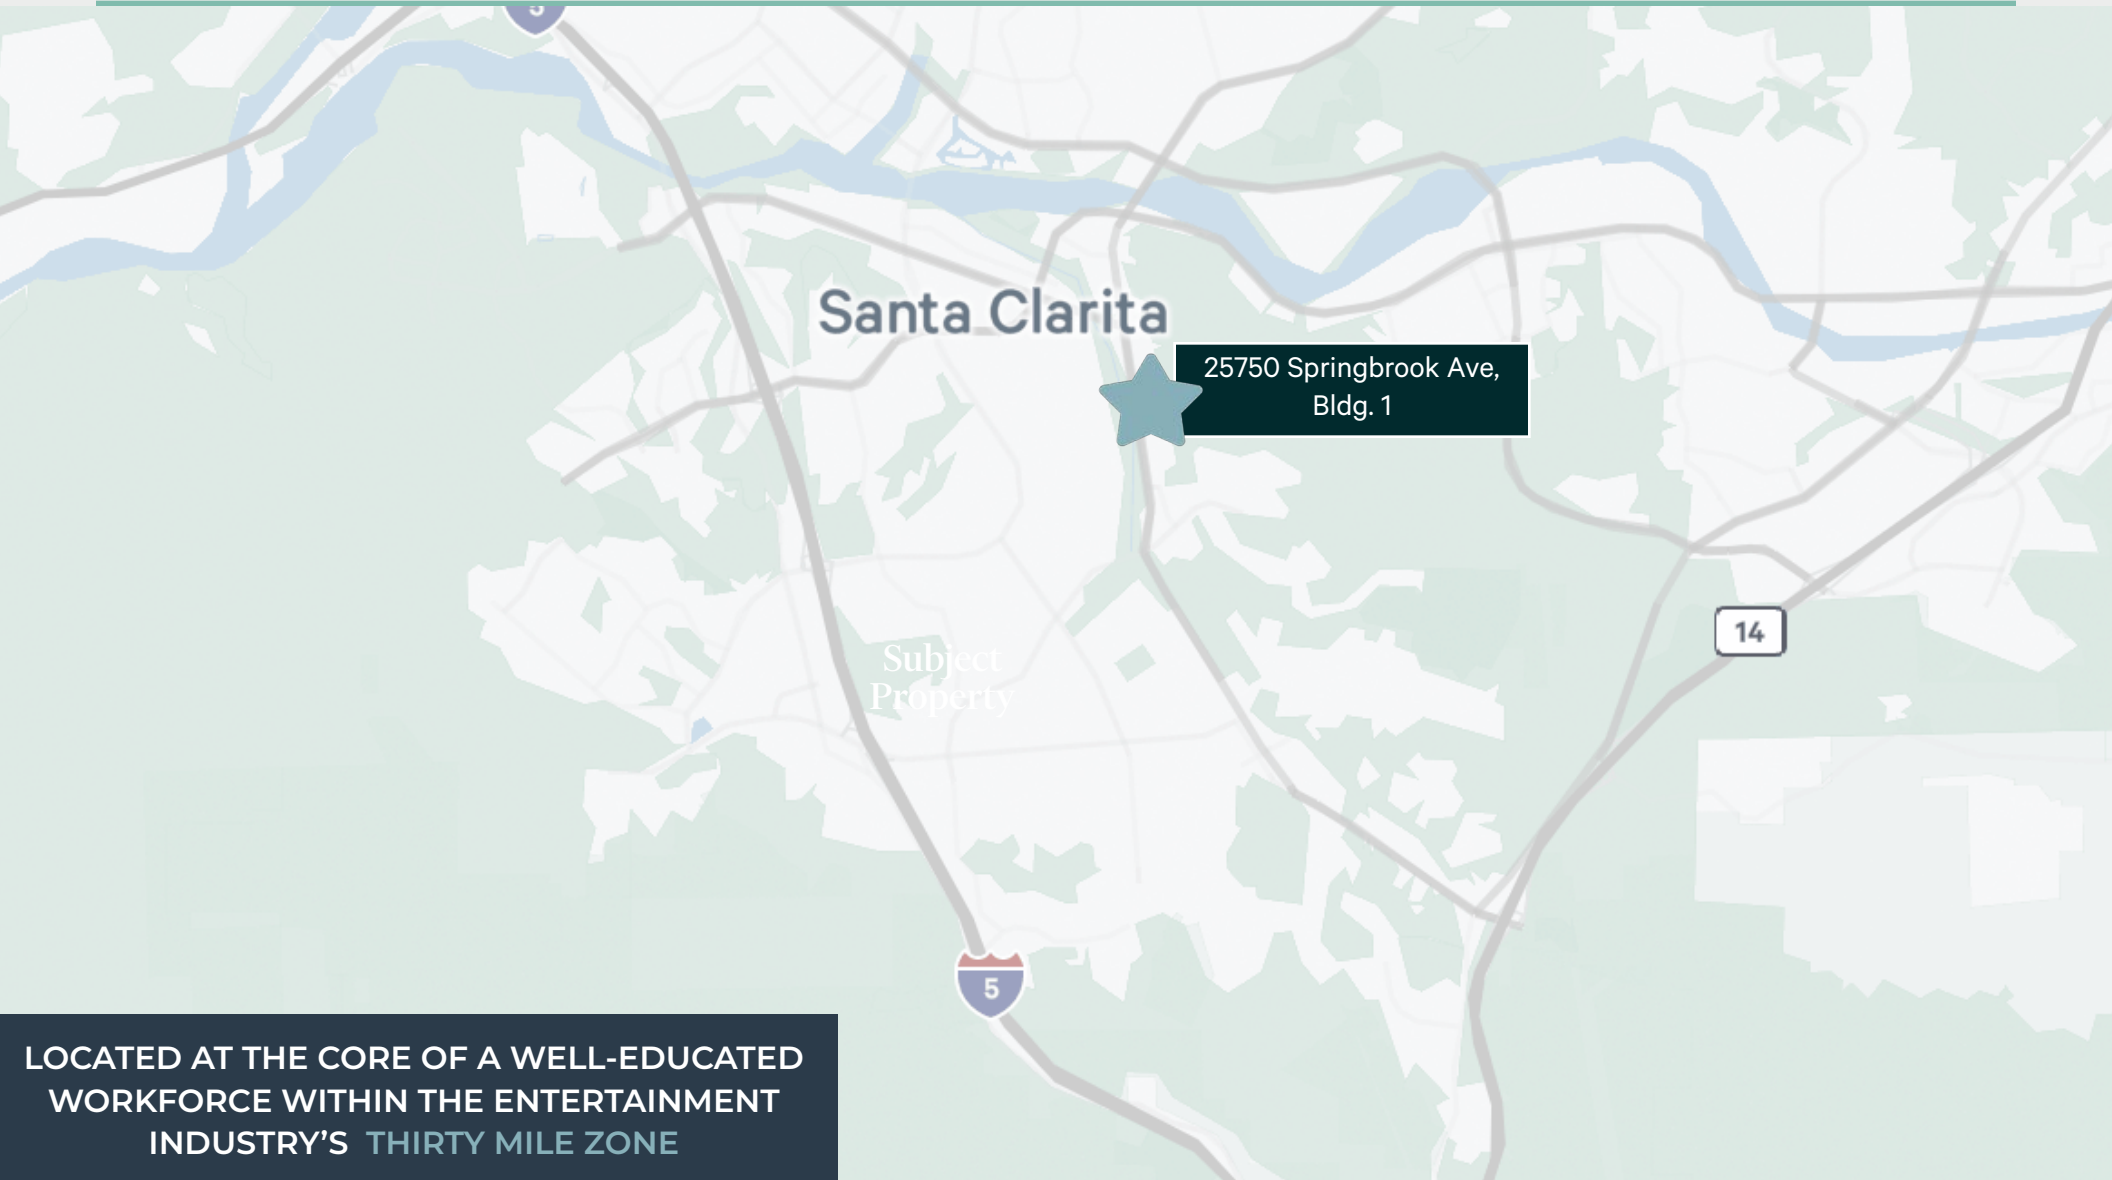 5
Santa Clarita
25750 Springbrook Ave,
Bldg. 1
14
Subject
Property
5
LOCATED AT THE CORE OF A WELL-EDUCATED
WORKFORCE WITHIN THE ENTERTAINMENT
INDUSTRY’S THIRTY MILE ZONE